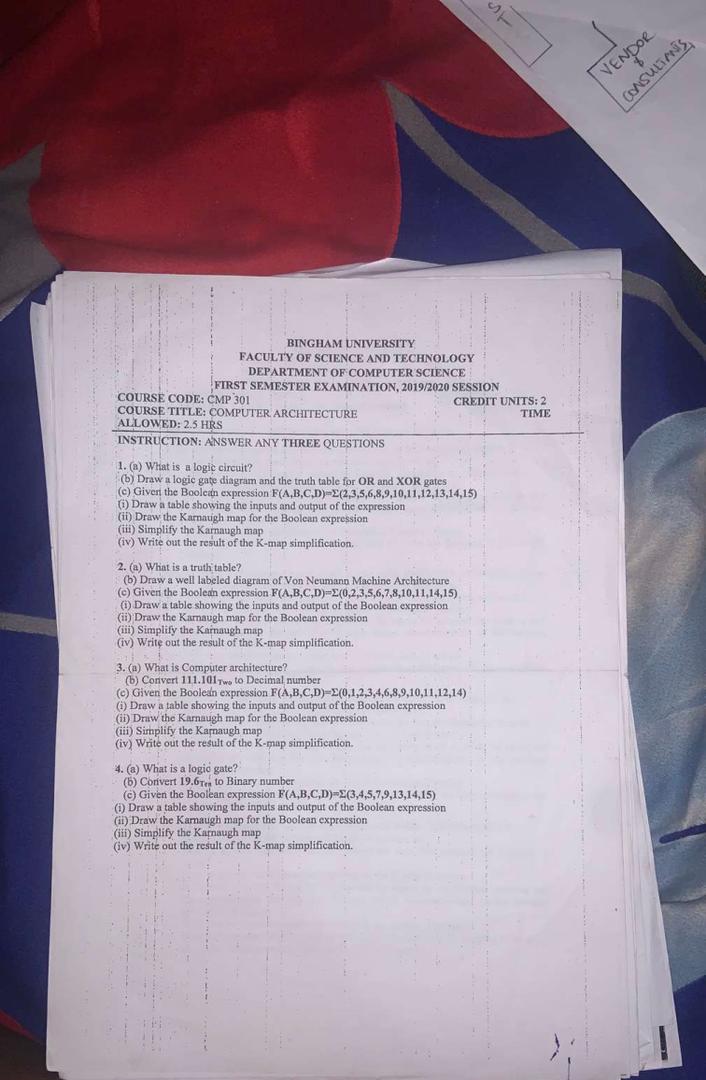 ST
VENDOR
&
CONSULTANTS
BINGHAM UNIVERSITY
FACULTY OF SCIENCE AND TECHNOLOGY
DEPARTMENT OF COMPUTER SCIENCE
FIRST SEMESTER EXAMINATION, 2019/2020 SESSION
COURSE CODE: CMP 301 CREDIT UNITS: 2
COURSE TITLE: COMPUTER ARCHITECTURE TIME
ALLOWED: 2.5 HRS
INSTRUCTION: ANSWER ANY THREE QUESTIONS
1. (a) What is a logic circuit?
(b) Draw a logic gate diagram and the truth table for OR and XOR gates
(c) Given the Boolean expression F(A,B,C,D)=Σ(2,3,5,6,8,9,10,11,12,13,14,15)
(i) Draw a table showing the inputs and output of the expression
(ii) Draw the Karnaugh map for the Boolean expression
(iii) Simplify the Karnaugh map
(iv) Write out the result of the K-map simplification.
2. (a) What is a truth table?
(b) Draw a well labeled diagram of Von Neumann Machine Architecture
(c) Given the Boolean expression F(A,B,C,D)=Σ(0,2,3,5,6,7,8,10,11,14,15)
(i) Draw a table showing the inputs and output of the Boolean expression
(ii) Draw the Karnaugh map for the Boolean expression
(iii) Simplify the Karnaugh map
(iv) Write out the result of the K-map simplification.
3. (a) What is Computer architecture?
(b) Convert 111.101Two to Decimal number
(c) Given the Boolean expression F(A,B,C,D)=Σ(0,1,2,3,4,6,8,9,10,11,12,14)
(i) Draw a table showing the inputs and output of the Boolean expression
(ii) Draw the Karnaugh map for the Boolean expression
(iii) Simplify the Karnaugh map
(iv) Write out the result of the K-map simplification.
4. (a) What is a logic gate?
(b) Convert 19.6Ten to Binary number
(c) Given the Boolean expression F(A,B,C,D)=Σ(3,4,5,7,9,13,14,15)
(i) Draw a table showing the inputs and output of the Boolean expression
(ii) Draw the Karnaugh map for the Boolean expression
(iii) Simplify the Karnaugh map
(iv) Write out the result of the K-map simplification.